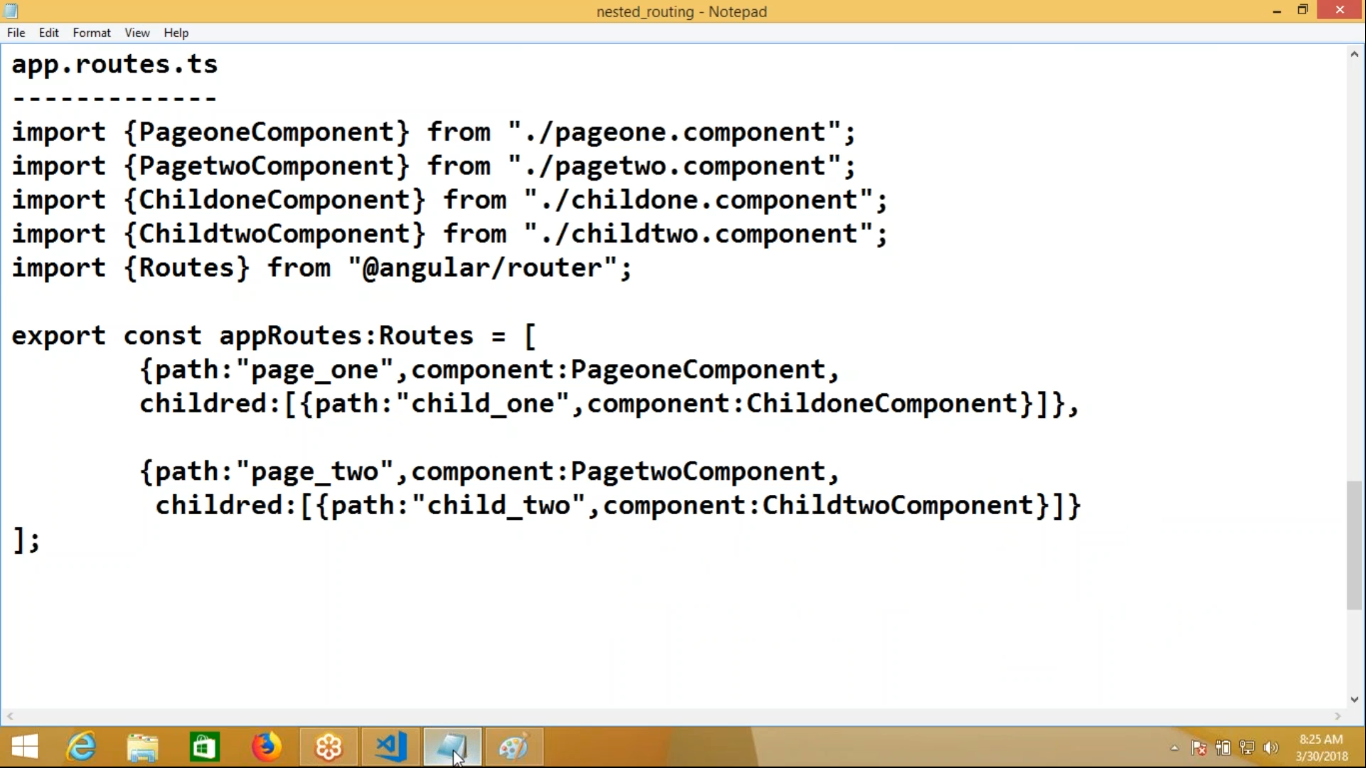 nested_routing - Notepad
File Edit Format View Help
app.routes.ts
-------------
import {PageoneComponent} from "./pageone.component";
import {PagetwoComponent} from "./pagetwo.component";
import {ChildoneComponent} from "./childone.component";
import {ChildtwoComponent} from "./childtwo.component";
import {Routes} from "@angular/router";
export const appRoutes:Routes = [
{path:"page_one",component:PageoneComponent,
childred:[{path:"child_one",component:ChildoneComponent}]},
{path:"page_two",component:PagetwoComponent,
childred:[{path:"child_two",component:ChildtwoComponent}]}
];
8:25 AM
3/30/2018